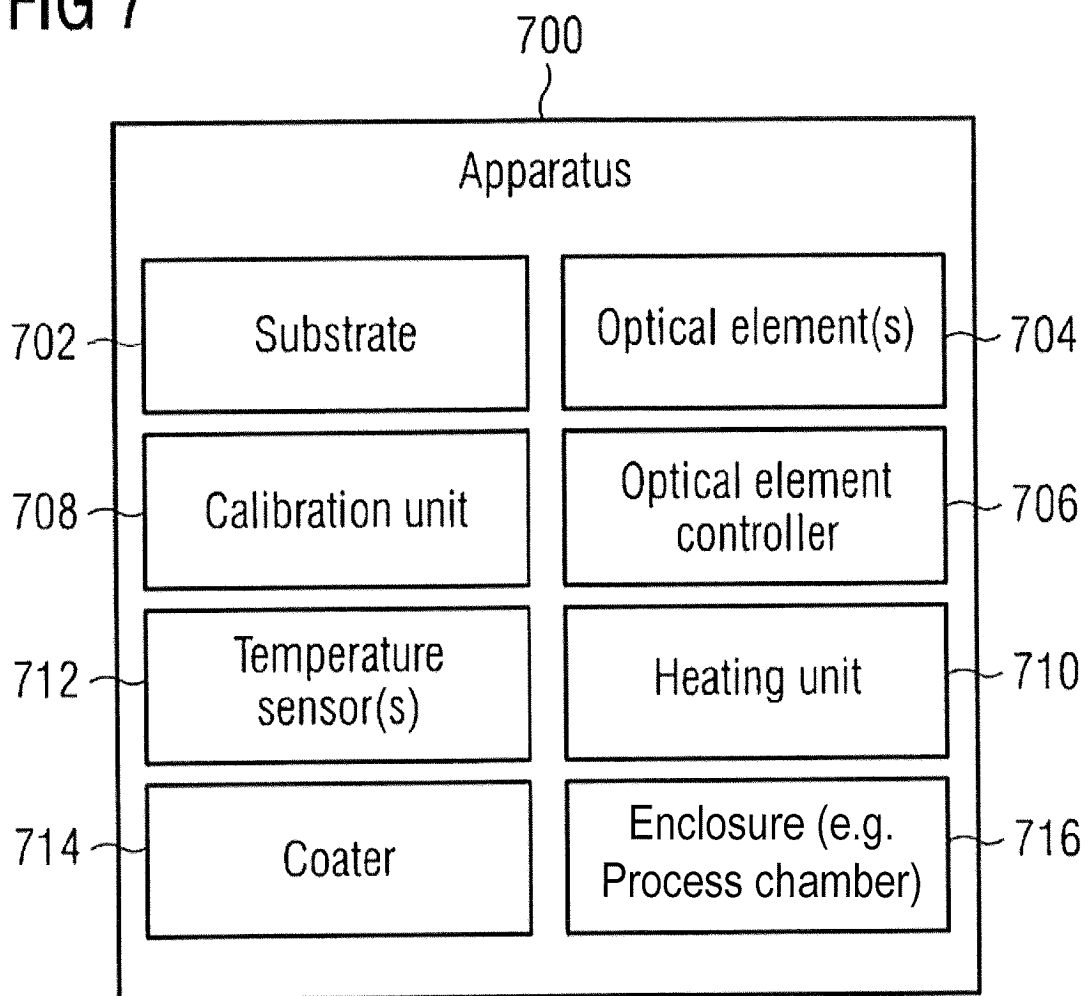 FIG 7
700
Apparatus
702
Substrate
Optical element(s)
704
708
Calibration unit
Optical element
controller
706
712
Temperature
sensor(s)
Heating unit
710
714
Coater
Enclosure (e.g.
Process chamber)
716